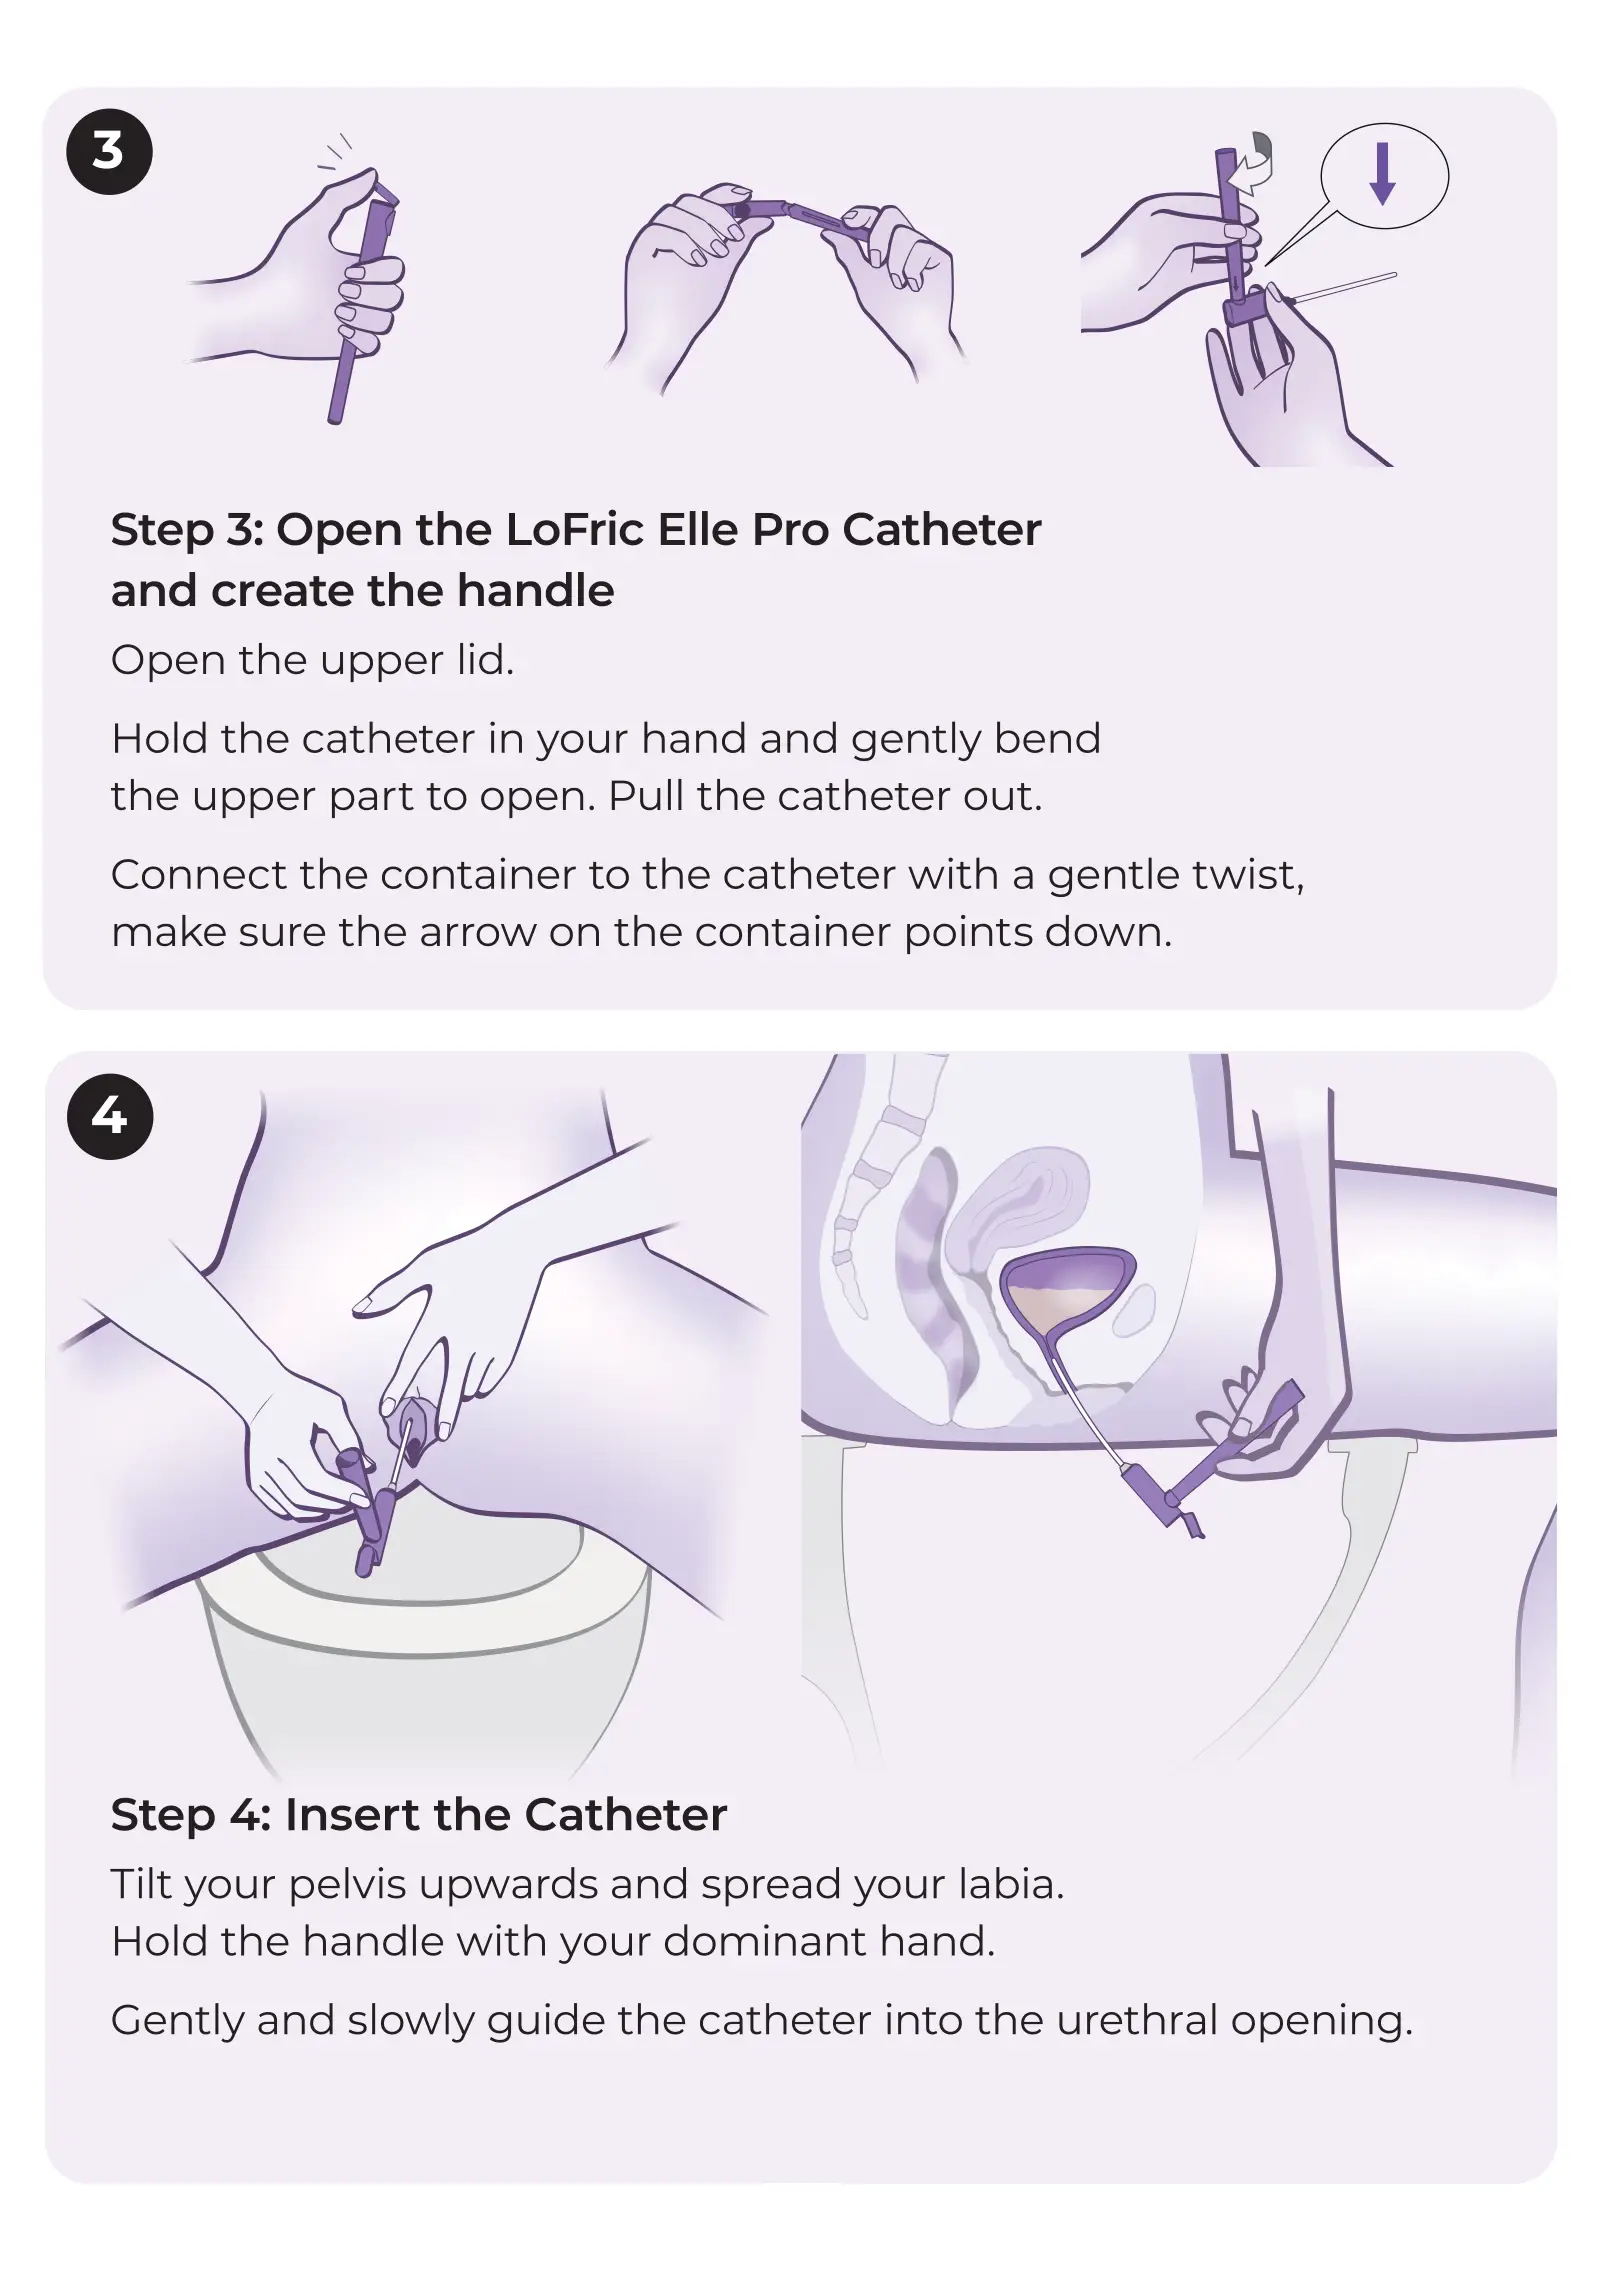 3
Step 3: Open the LoFric Elle Pro Catheter
and create the handle
Open the upper lid.
Hold the catheter in your hand and gently bend
the upper part to open. Pull the catheter out.
Connect the container to the catheter with a gentle twist,
make sure the arrow on the container points down.
4
Step 4: Insert the Catheter
Tilt your pelvis upwards and spread your labia.
Hold the handle with your dominant hand.
Gently and slowly guide the catheter into the urethral opening.